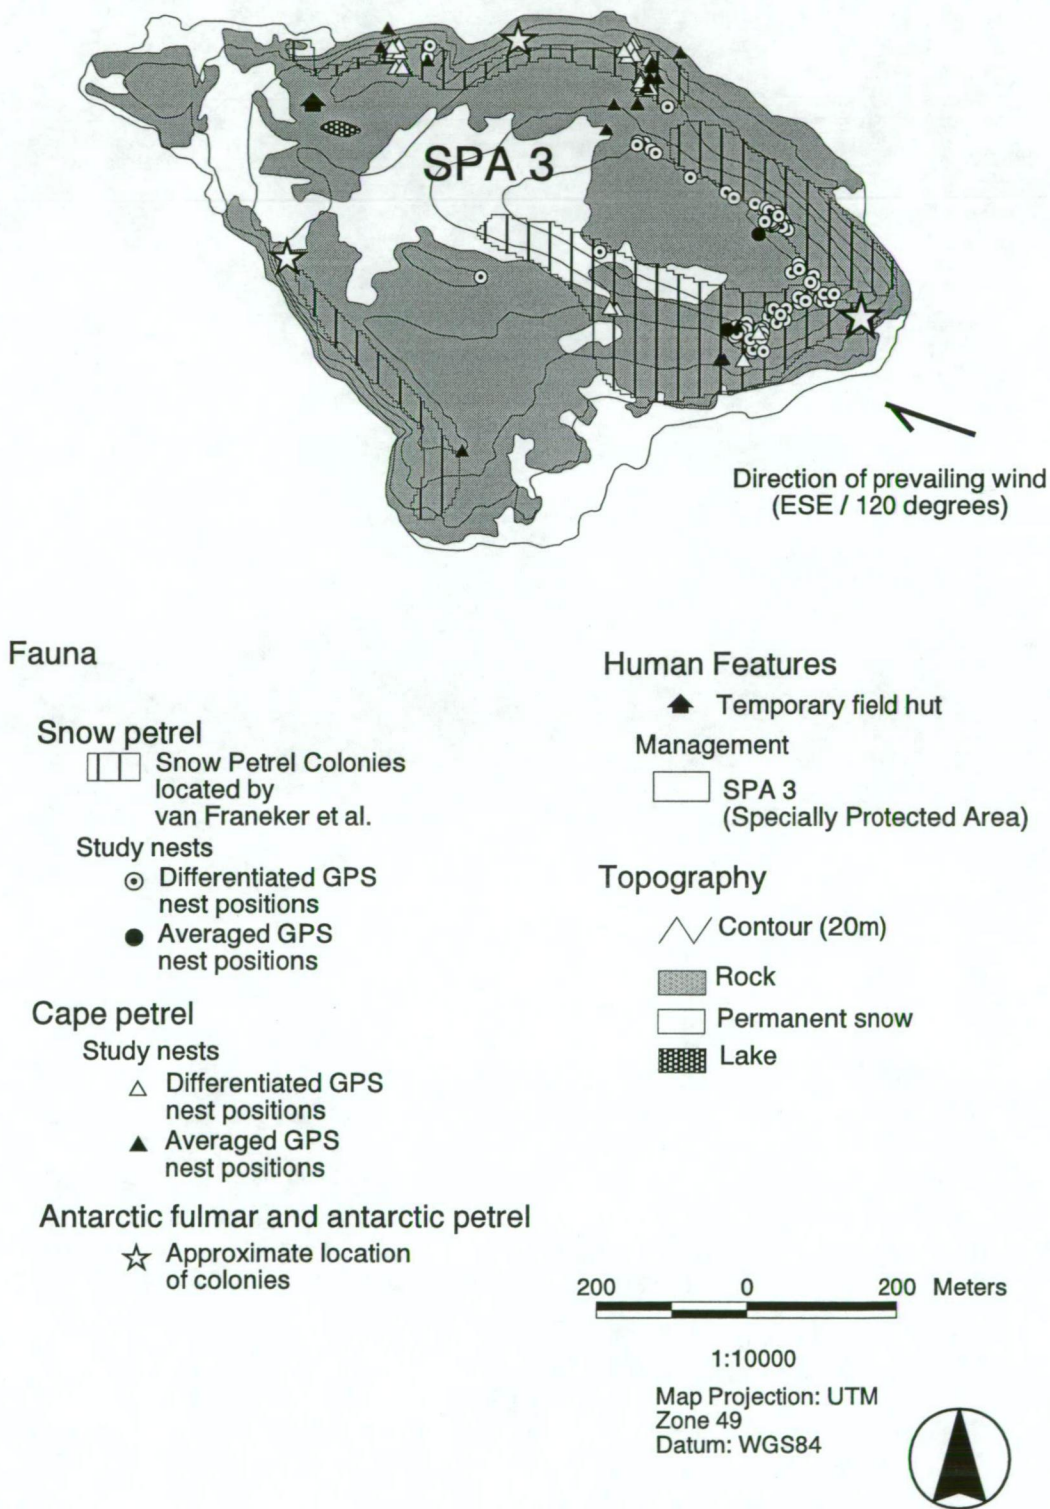 SPA 3
Direction of prevailing wind
(ESE / 120 degrees)
Fauna
Snow petrel
Snow Petrel Colonies
located by
van Franeker et al.
Study nests
Differentiated GPS
nest positions
Averaged GPS
nest positions
Cape petrel
Study nests
Differentiated GPS
nest positions
Averaged GPS
nest positions
Antarctic fulmar and antarctic petrel
Approximate location
of colonies
Human Features
Temporary field hut
Management
SPA 3
(Specially Protected Area)
Topography
Contour (20m)
Rock
Permanent snow
Lake
200 0 200 Meters
1:10000
Map Projection: UTM
Zone 49
Datum: WGS84